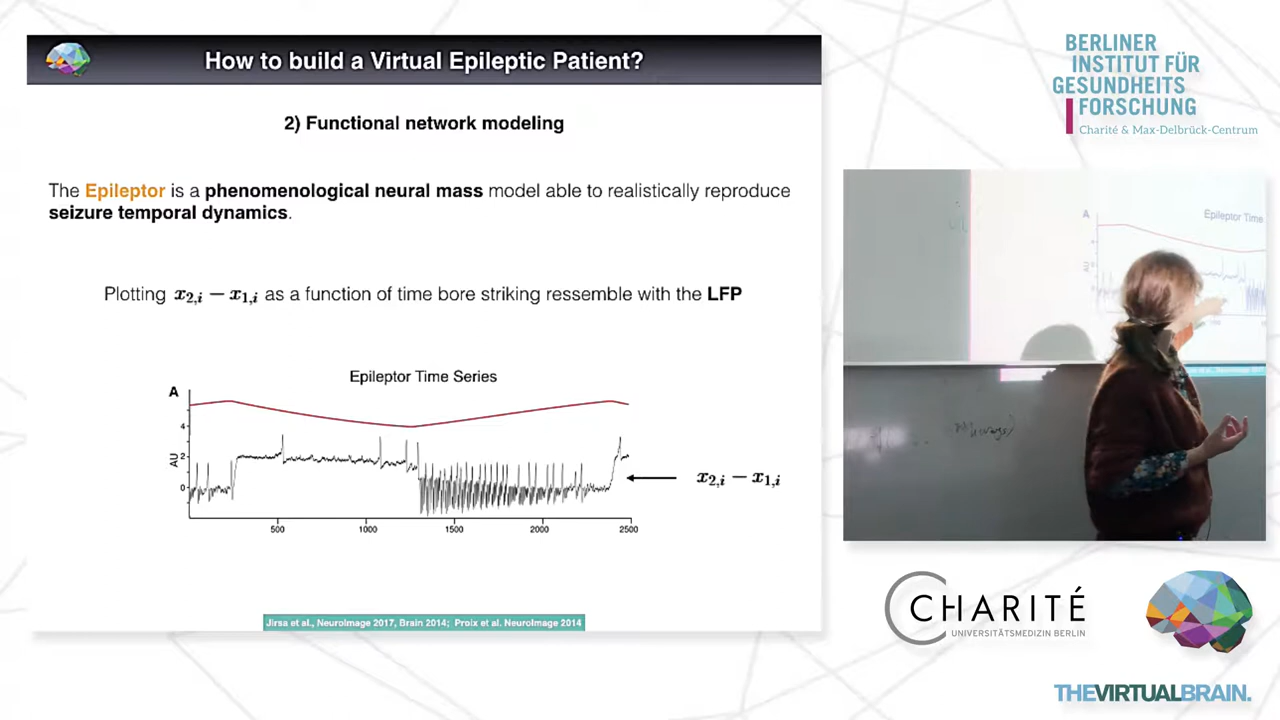 How to build a Virtual Epileptic Patient?
2) Functional network modeling
The Epileptor is a phenomenological neural mass model able to realistically reproduce
seizure temporal dynamics.
Plotting x2,i − x1,i as a function of time bore striking ressemble with the LFP
Epileptor Time Series
A
4
2
0
AU
500
1000
1500
2000
2500
x2,i − x1,i
Jirsa et al., NeuroImage 2017, Brain 2014; Proix et al. NeuroImage 2014
BERLINER
INSTITUT FÜR
GESUNDHEITS
FORSCHUNG
Charité & Max-Delbrück-Centrum
A
Epileptor Time
AU
CHARITÉ
UNIVERSITÄTSMEDIZIN BERLIN
THEVIRTUALBRAIN.